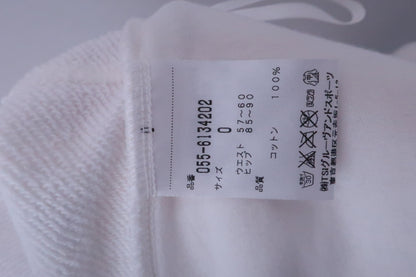 品番
055-6134202
サイズ
0
ウエスト 57~60
ヒップ 85~90
品質
コットン 100%
㈱TSIグルーヴアンドスポーツ